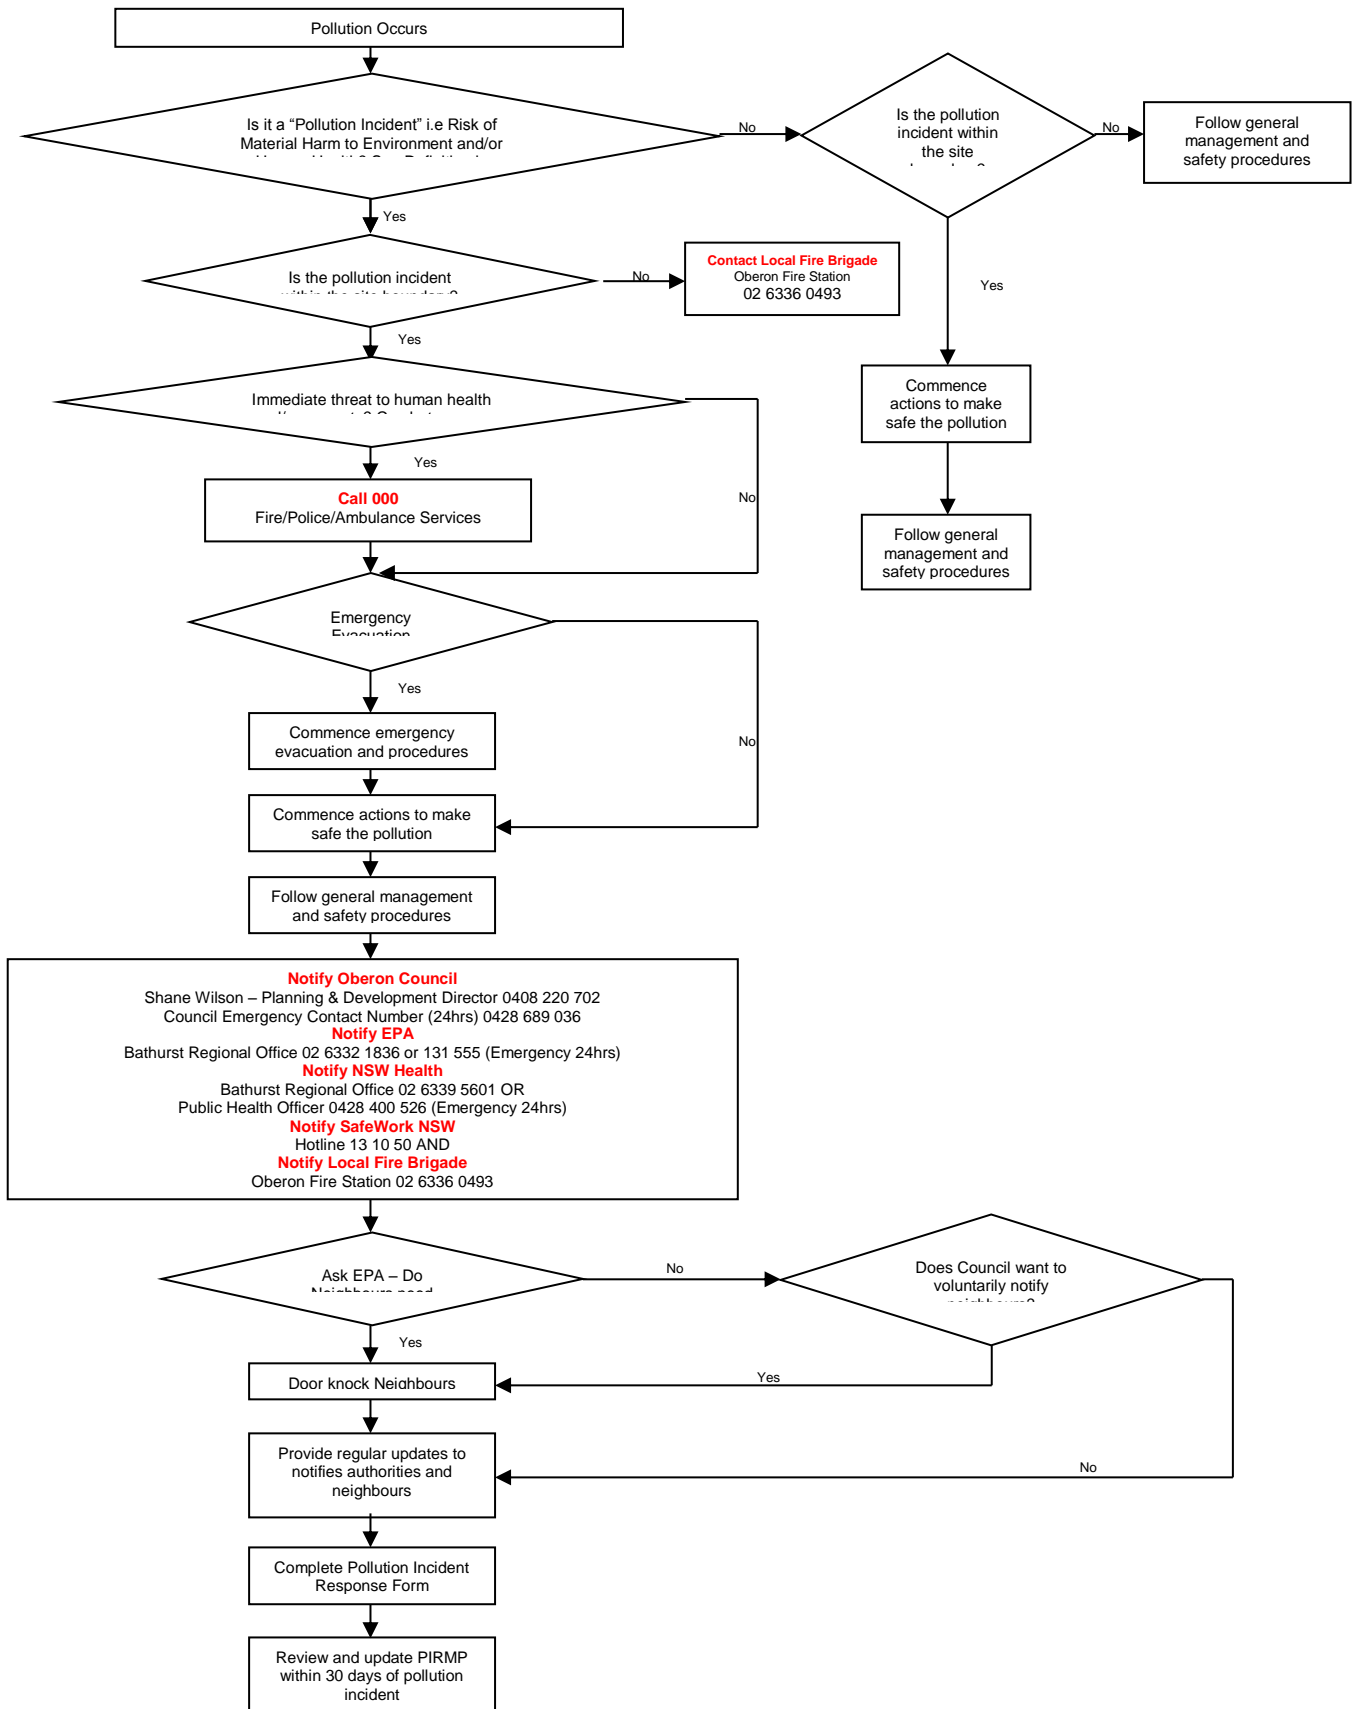 Pollution Occurs
Is it a “Pollution Incident” i.e Risk of
Material Harm to Environment and/or
No
Is the pollution
incident within
the site
No
Follow general
management and
safety procedures
Yes
Is the pollution incident
within the site boundary?
No
Contact Local Fire Brigade
Oberon Fire Station
02 6336 0493
Yes
Yes
Immediate threat to human health
Commence
actions to make
safe the pollution
Yes
No
Call 000
Fire/Police/Ambulance Services
Follow general
management and
safety procedures
Emergency
Evacuation
Yes
No
Commence emergency
evacuation and procedures
Commence actions to make
safe the pollution
Follow general management
and safety procedures
Notify Oberon Council
Shane Wilson – Planning & Development Director 0408 220 702
Council Emergency Contact Number (24hrs) 0428 689 036
Notify EPA
Bathurst Regional Office 02 6332 1836 or 131 555 (Emergency 24hrs)
Notify NSW Health
Bathurst Regional Office 02 6339 5601 OR
Public Health Officer 0428 400 526 (Emergency 24hrs)
Notify SafeWork NSW
Hotline 13 10 50 AND
Notify Local Fire Brigade
Oberon Fire Station 02 6336 0493
Ask EPA – Do
Neighbours need
No
Does Council want to
voluntarily notify
neighbours?
Yes
Door knock Neighbours
Yes
Provide regular updates to
notifies authorities and
neighbours
No
Complete Pollution Incident
Response Form
Review and update PIRMP
within 30 days of pollution
incident